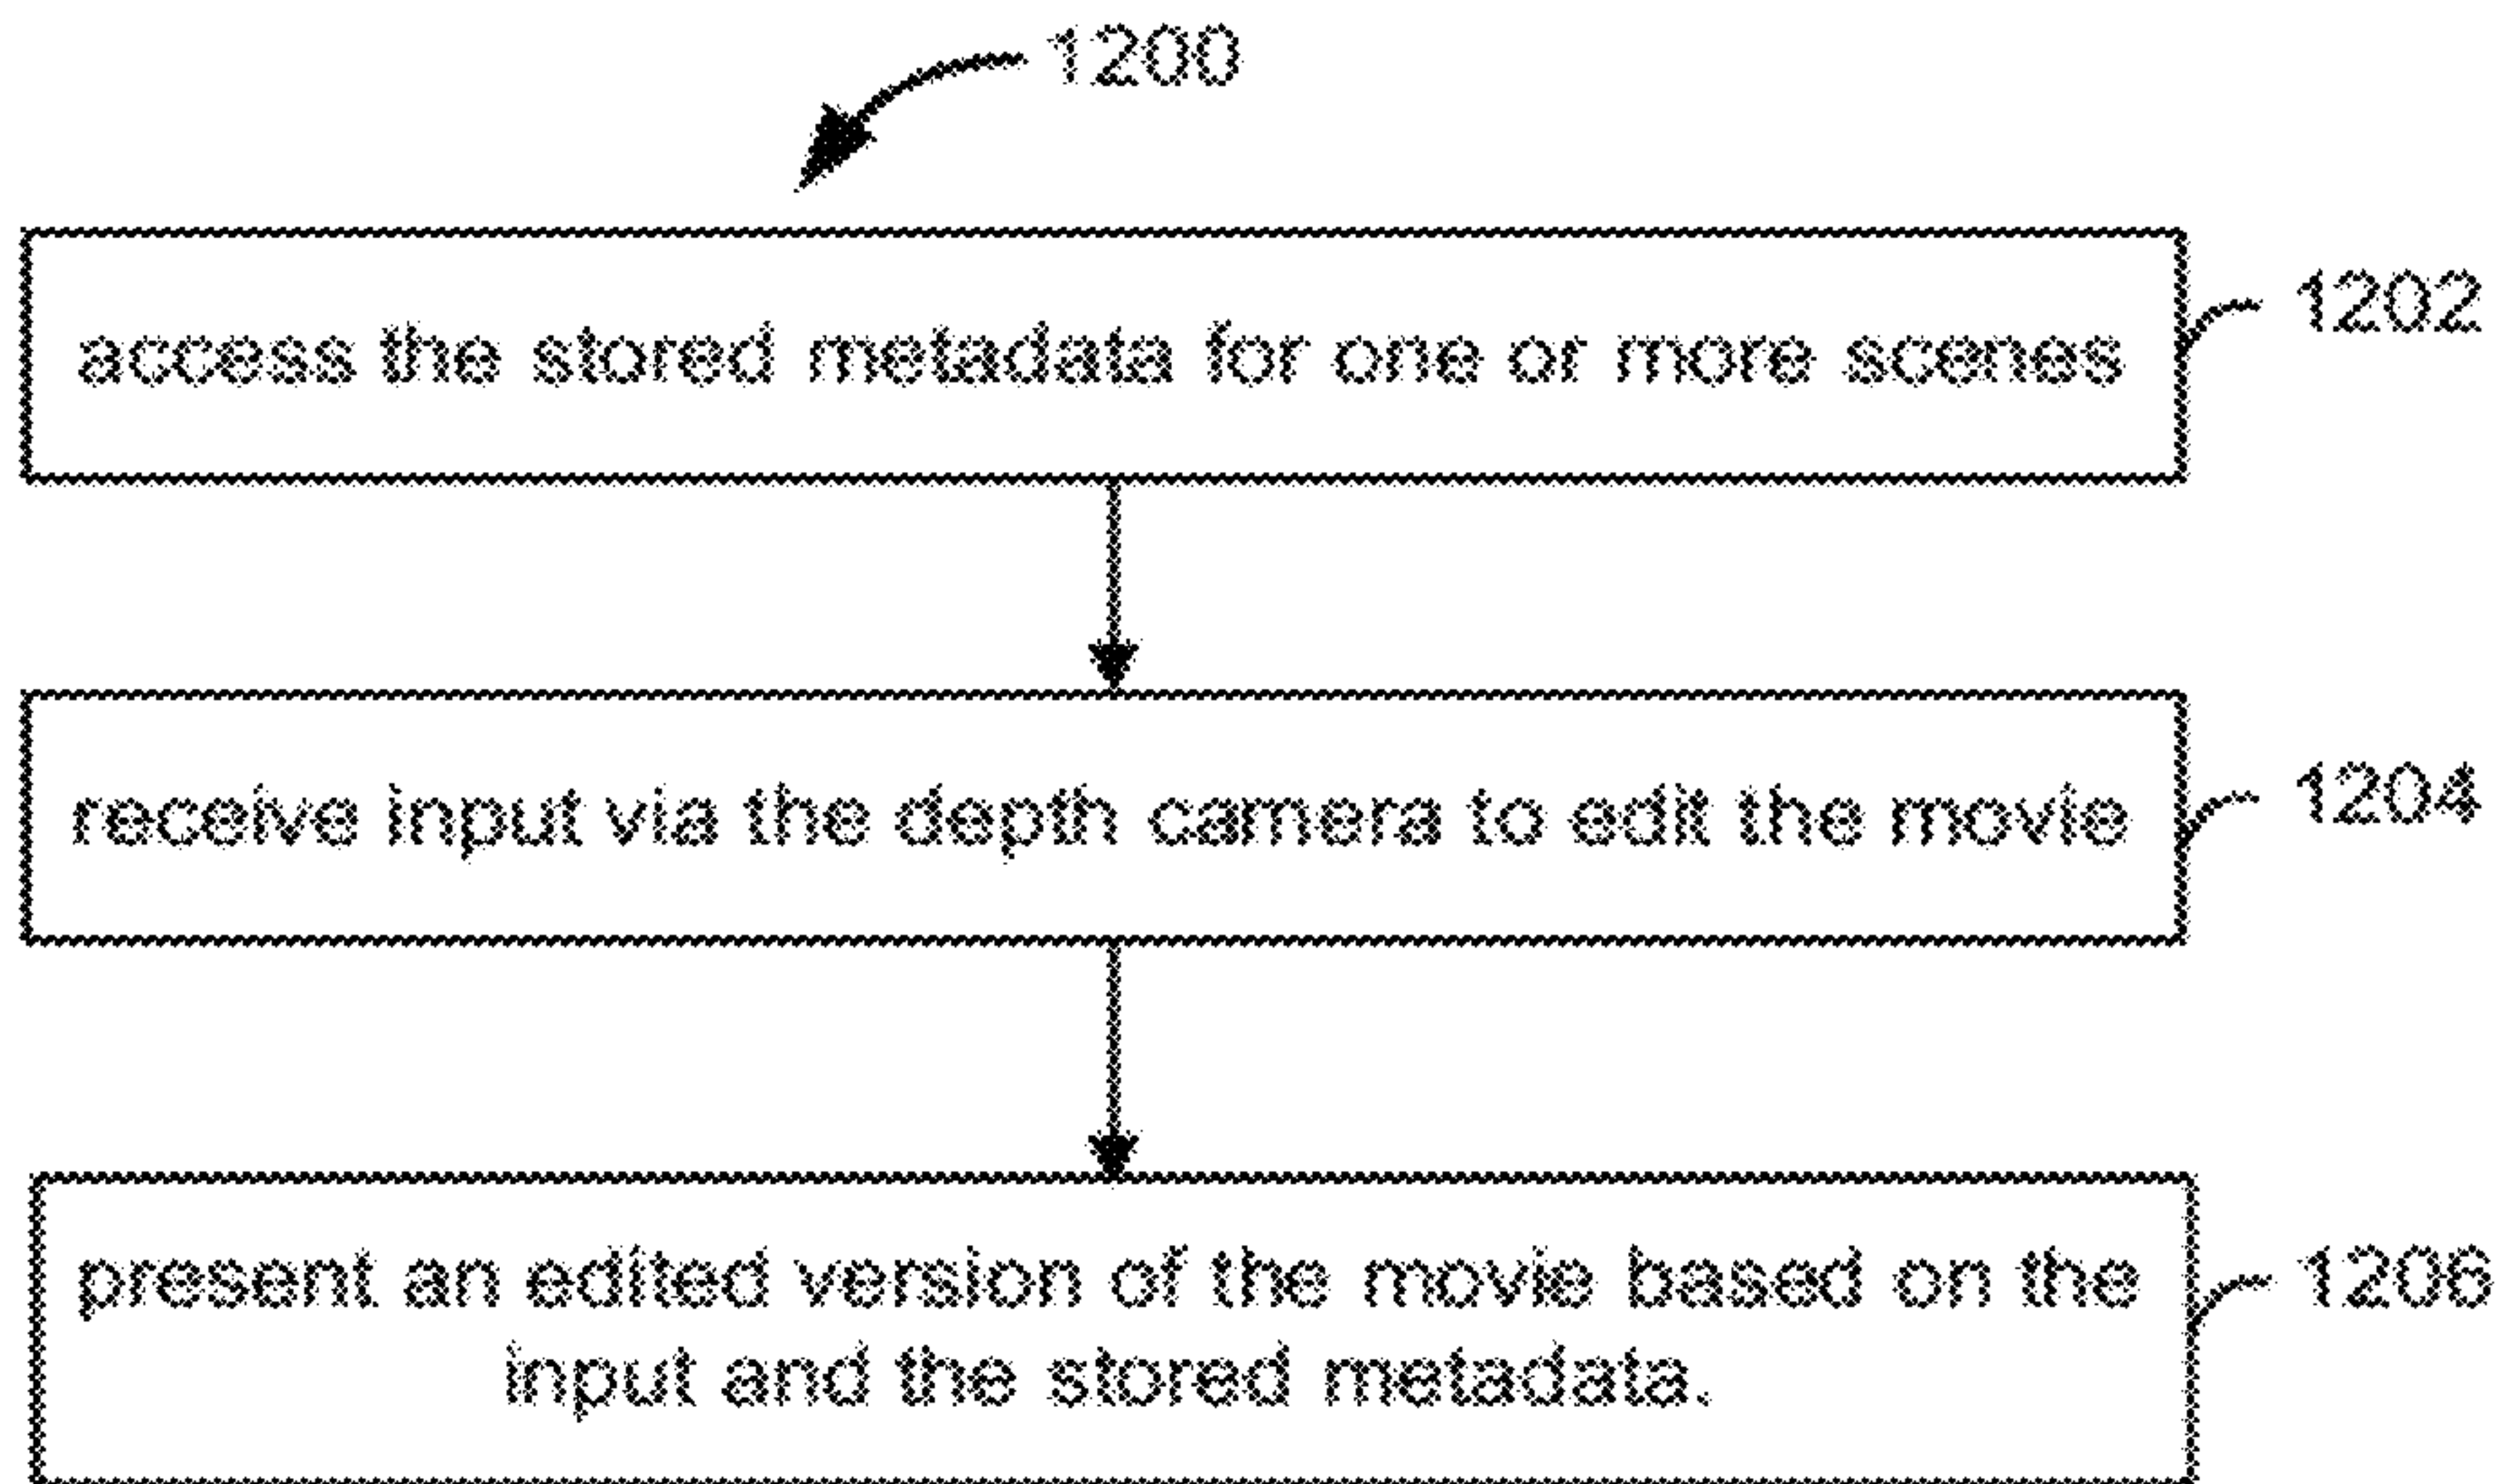 1200
access the stored metadata for one or more scenes
1202
receive input via the depth camera to edit the movie
1204
present an edited version of the movie based on the
input and the stored metadata.
1206